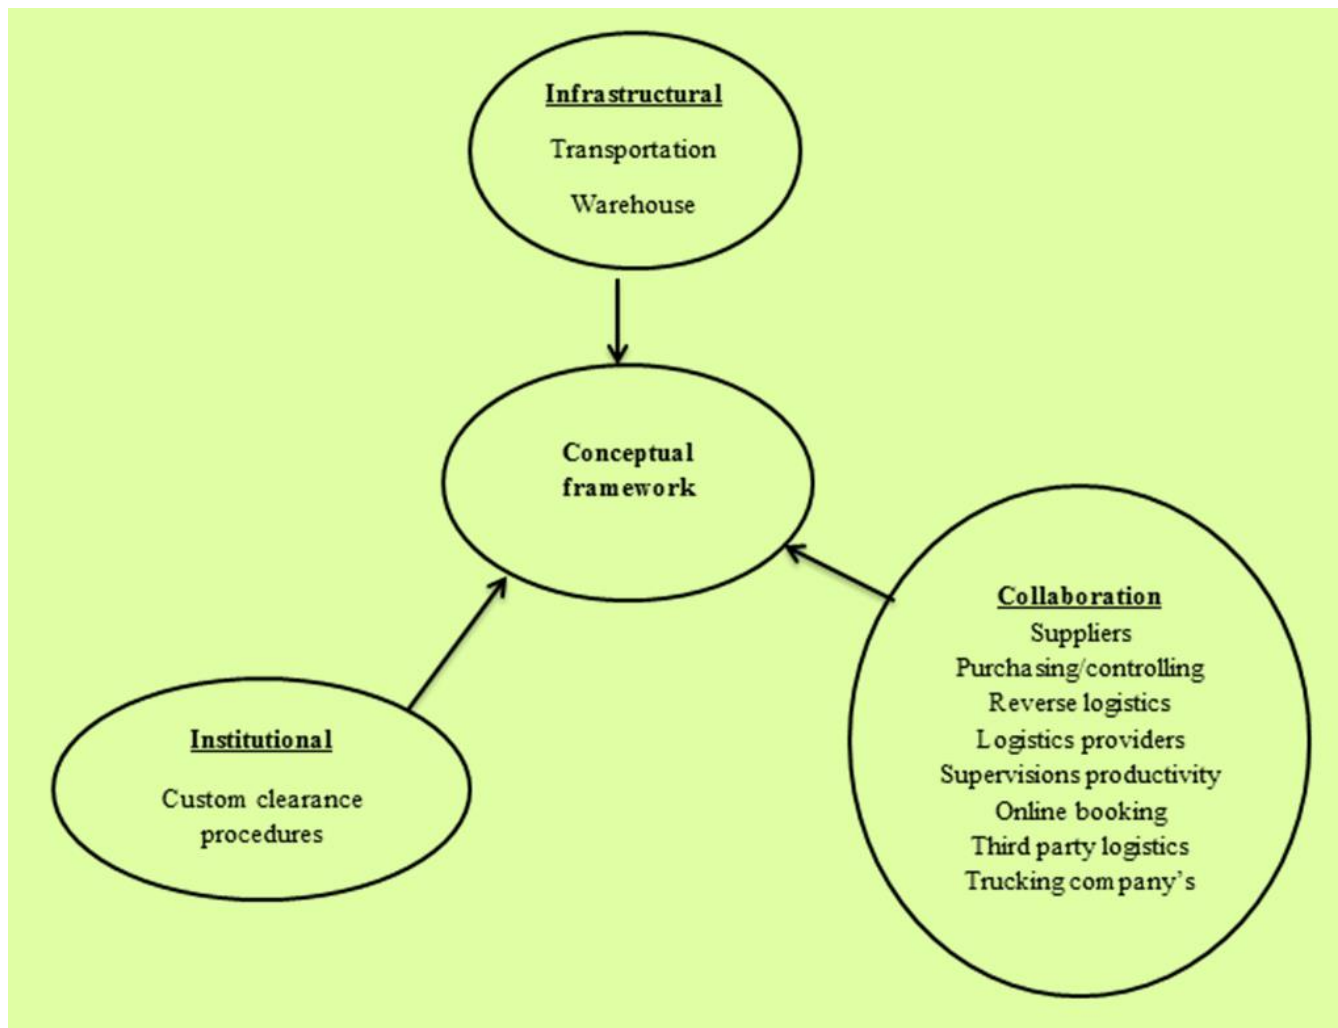 Infrastructural
Transportation
Warehouse
Conceptual
framework
Collaboration
Suppliers
Purchasing/controlling
Reverse logistics
Logistics providers
Supervisions productivity
Online booking
Third party logistics
Trucking company's
Institutional
Custom clearance
procedures